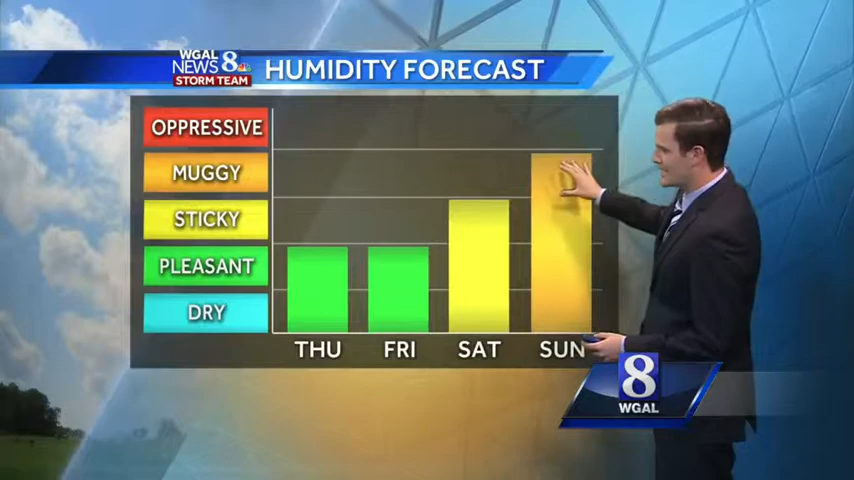 WGAL
NEWS 8
STORM TEAM
HUMIDITY FORECAST
OPPRESSIVE
MUGGY
STICKY
PLEASANT
DRY
THU FRI SAT SUN
8
WGAL